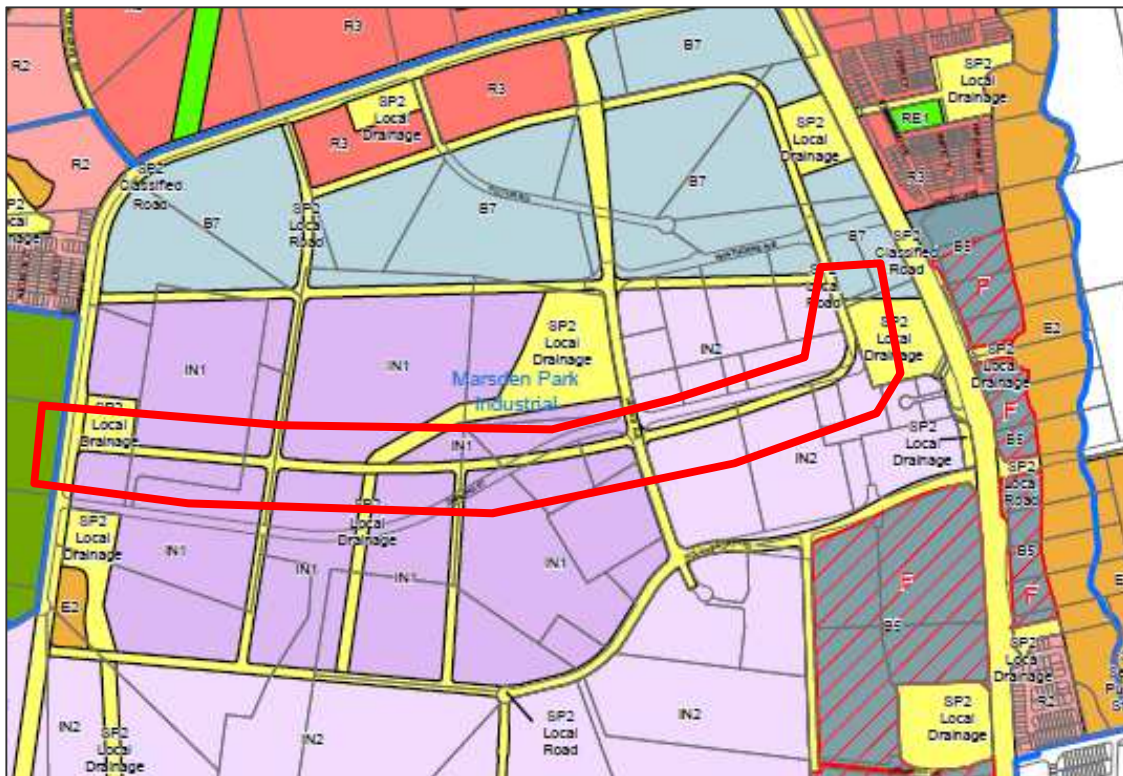 R3
B7
R2
SP2
Local
Drainage
R3
SP2
Local
Drainage
RE1
R3
SP2
Local
Drainage
R2
SP2
Classified
Road
R3
B7
SP2
Local
Road
B7
B7
B7
SP2
Classified
Road
B5
F
SP2
Local
Road
E2
SP2
Local
Drainage
IN1
IN1
SP2
Local
Drainage
IN2
SP2
Local
Drainage
Marsden Park
Industrial
SP2
Local
Drainage
F
B5
SP2
Local
Drainage
IN1
IN2
SP2
Local
Drainage
SP2
Local
Road
SP2
Local
Drainage
SP2
Local
Drainage
IN1
IN1
IN1
IN1
B5
F
E2
B5
SP2
Local
Drainage
R2
IN2
SP2
Local
Drainage
IN2
SP2
Local
Road
SP2
Local
Drainage